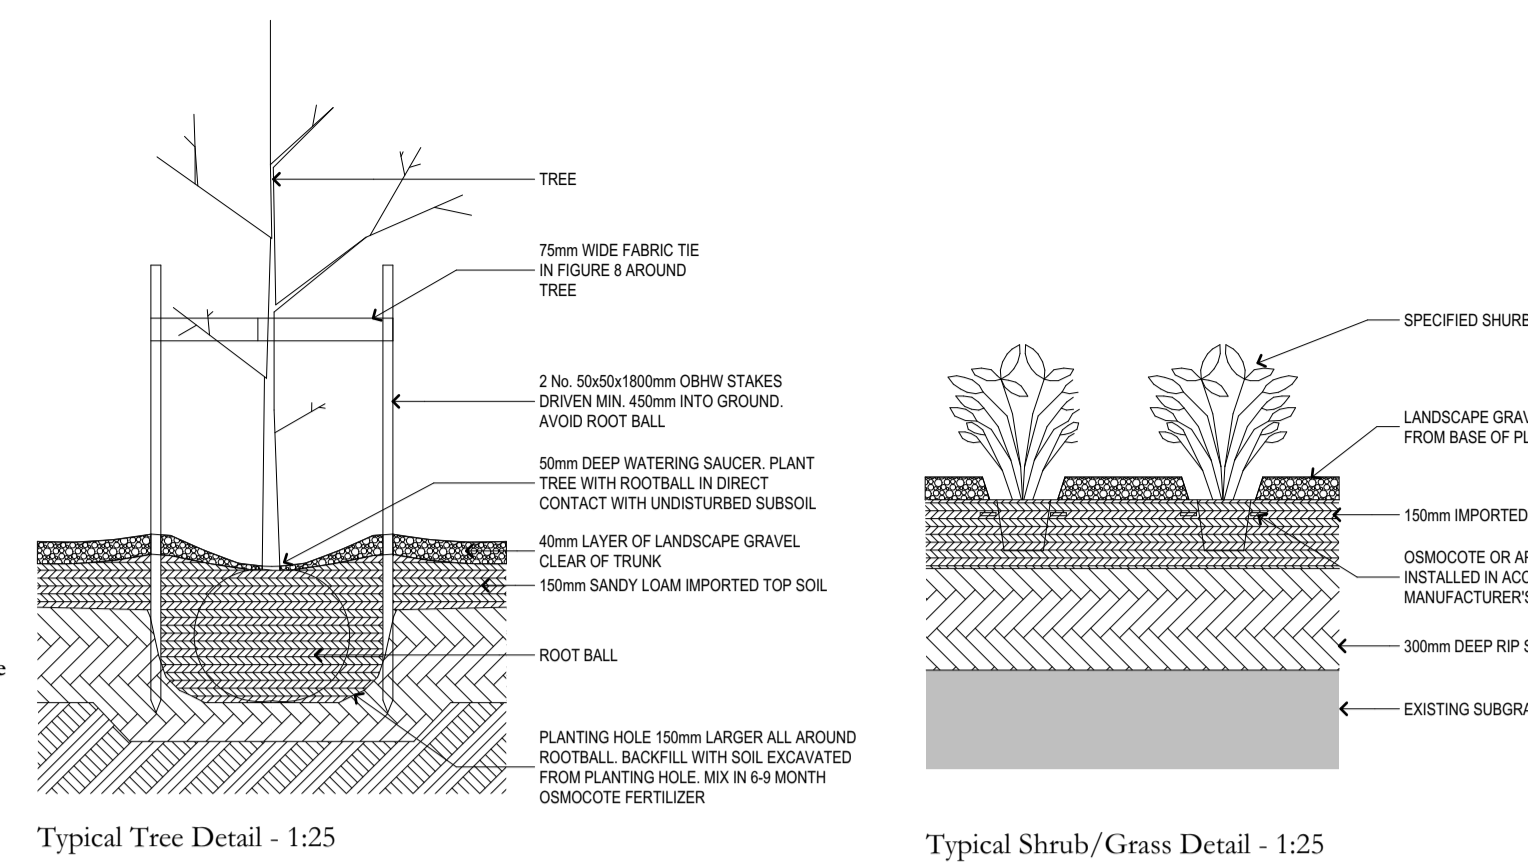 TREE
75mm WIDE FABRIC TIE
IN FIGURE 8 AROUND
TREE
2 No. 50x50x1800mm OBHW STAKES
DRIVEN MIN. 450mm INTO GROUND.
AVOID ROOT BALL
50mm DEEP WATERING SAUCER. PLANT
TREE WITH ROOTBALL IN DIRECT
CONTACT WITH UNDISTURBED SUBSOIL
40mm LAYER OF LANDSCAPE GRAVEL
CLEAR OF TRUNK
150mm SANDY LOAM IMPORTED TOP SOIL
ROOT BALL
PLANTING HOLE 150mm LARGER ALL AROUND
ROOTBALL. BACKFILL WITH SOIL EXCAVATED
FROM PLANTING HOLE. MIX IN 6-9 MONTH
OSMOCOTE FERTILIZER
Typical Tree Detail - 1:25
SPECIFIED
LANDSCAPE
FROM BASE OF
150mm IMPORTED
OSMOCOTE OR
INSTALLED IN
MANUFACTURER'S
300mm DEEP RIP
EXISTING
Typical Shrub/Grass Detail - 1:25